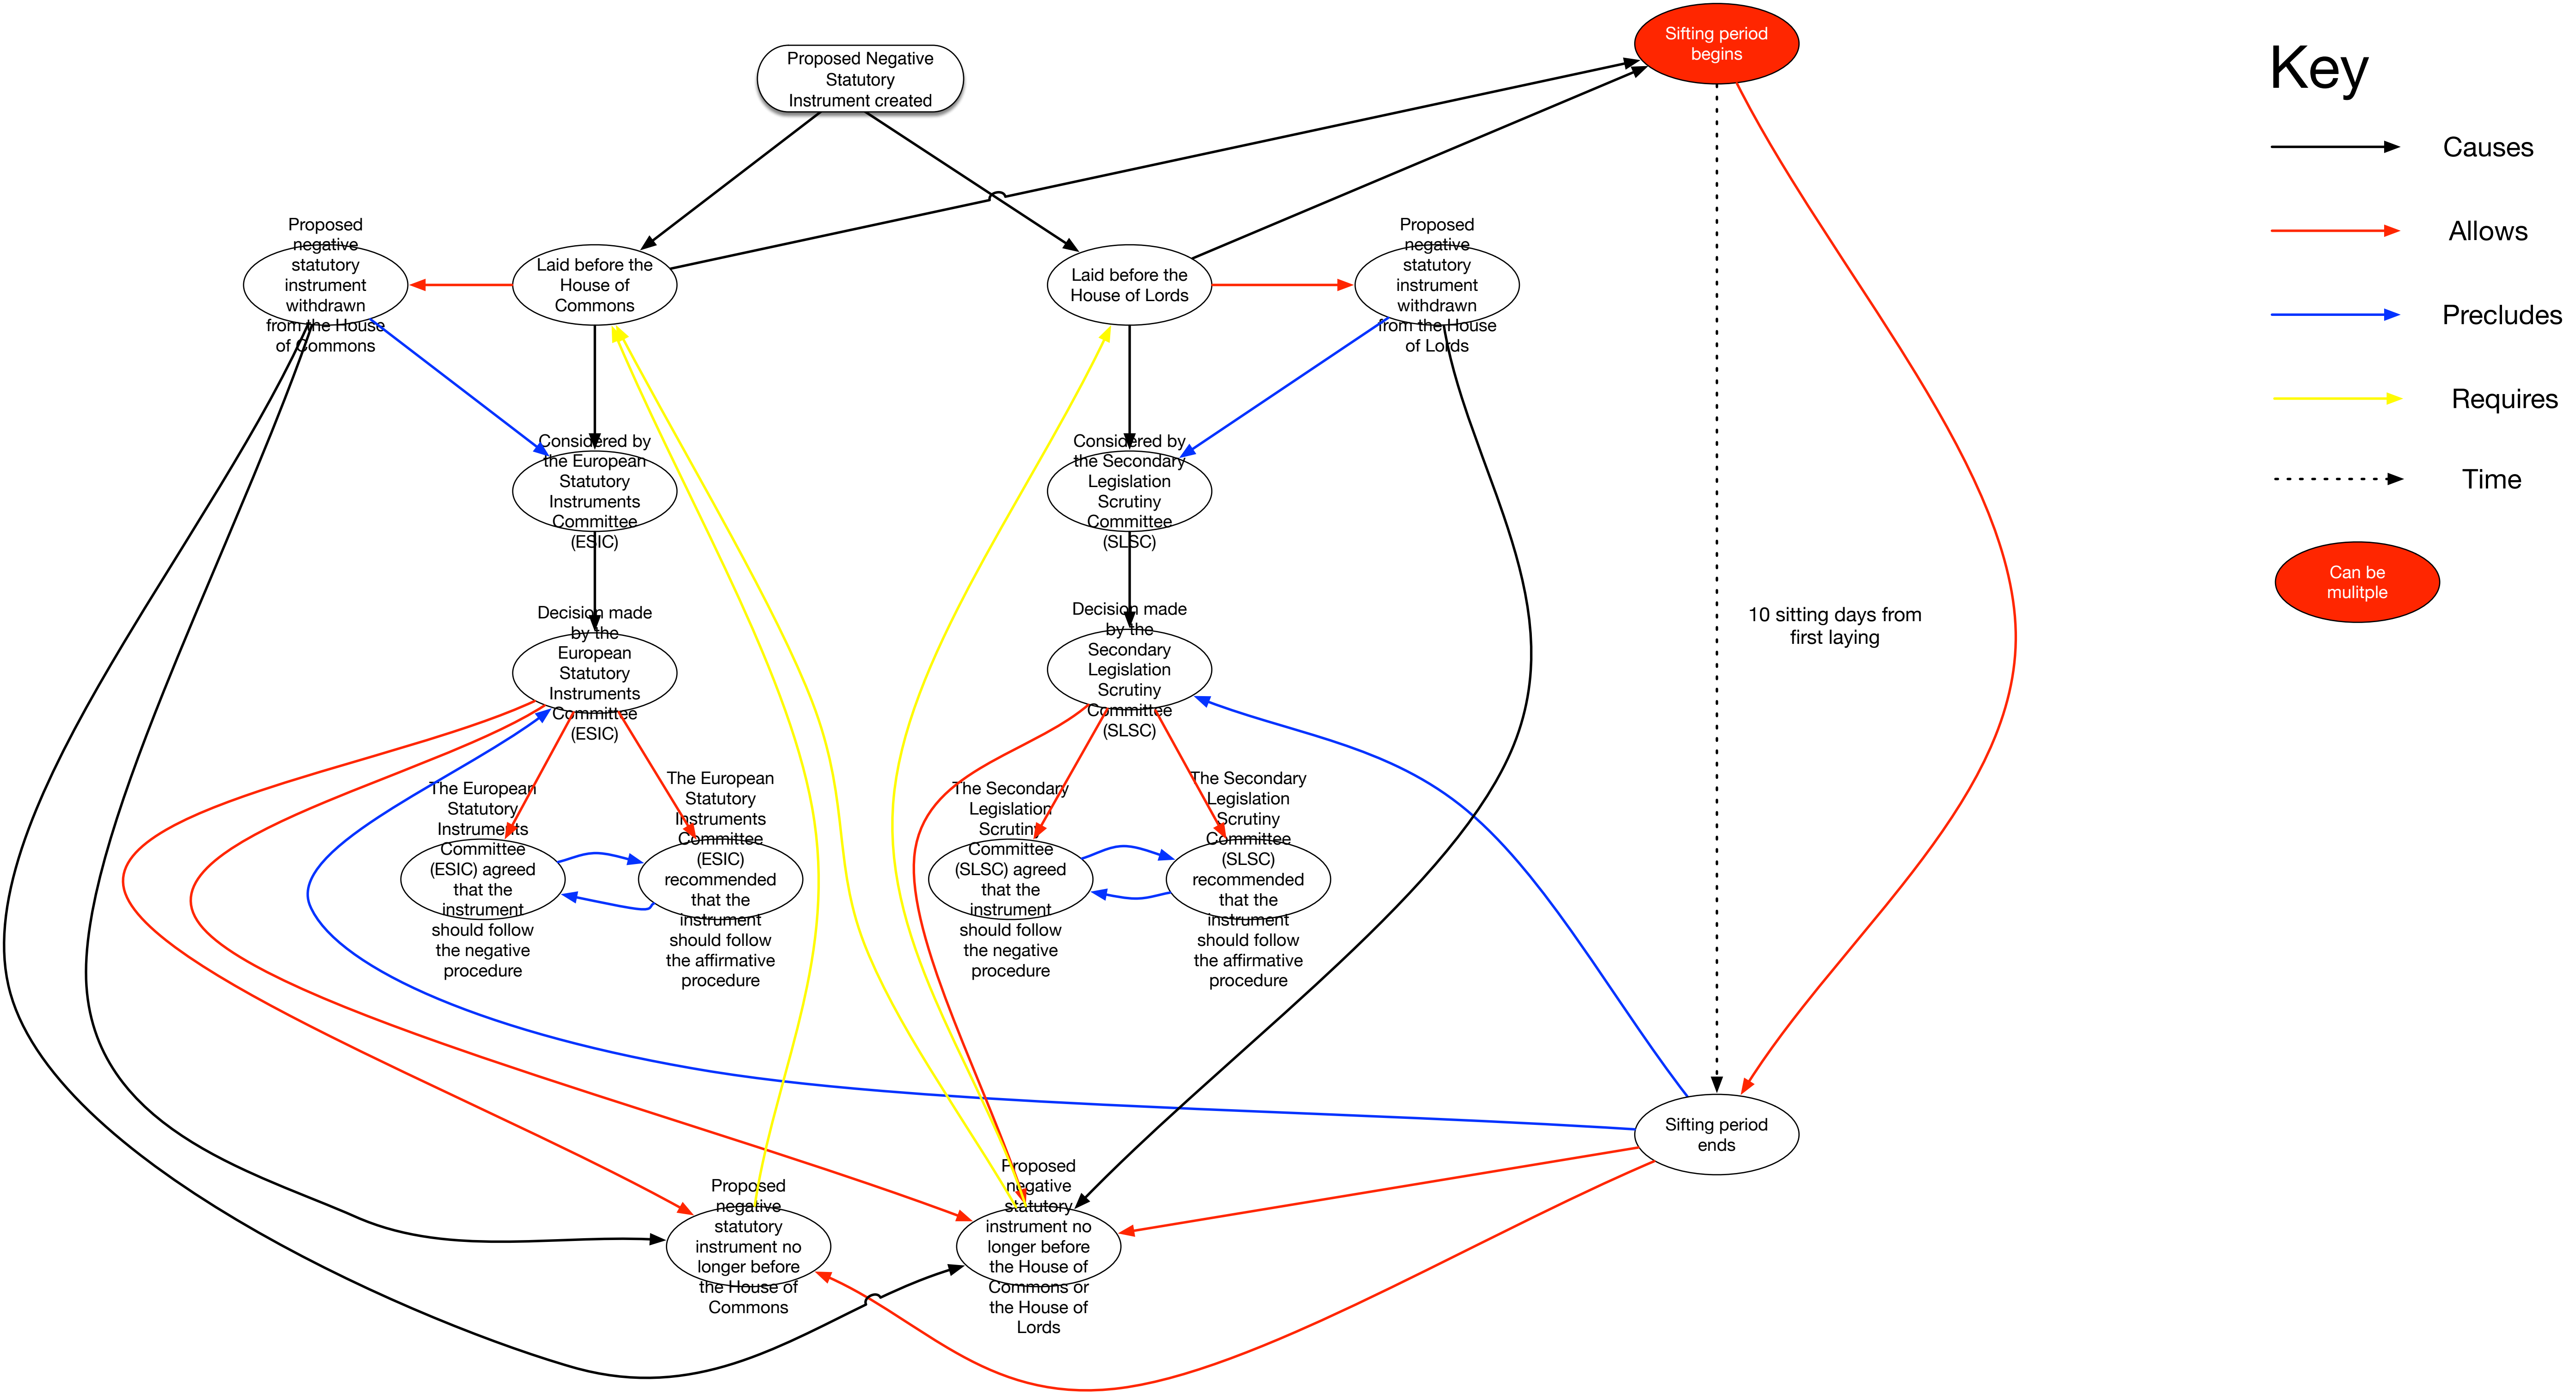 Proposed Negative
Statutory
Instrument created
Sifting period
begins
Key
Causes
Allows
Precludes
Requires
Time
Can be
mulitple
Proposed
negative
statutory
instrument
withdrawn
from the House
of Commons
Laid before the
House of
Commons
Laid before the
House of Lords
Proposed
negative
statutory
instrument
withdrawn
from the House
of Lords
Considered by
the European
Statutory
Instruments
Committee
(ESIC)
Considered by
the Secondary
Legislation
Scrutiny
Committee
(SLSC)
Decision made
by the
European
Statutory
Instruments
Committee
(ESIC)
Decision made
by the
Secondary
Legislation
Scrutiny
Committee
(SLSC)
10 sitting days from
first laying
The European
Statutory
Instruments
Committee
(ESIC) agreed
that the
instrument
should follow
the negative
procedure
The European
Statutory
Instruments
Committee
(ESIC)
recommended
that the
instrument
should follow
the affirmative
procedure
The Secondary
Legislation
Scrutiny
Committee
(SLSC) agreed
that the
instrument
should follow
the negative
procedure
The Secondary
Legislation
Scrutiny
Committee
(SLSC)
recommended
that the
instrument
should follow
the affirmative
procedure
Sifting period
ends
Proposed
negative
statutory
instrument no
longer before
the House of
Commons
Proposed
negative
statutory
instrument no
longer before
the House of
Commons or
the House of
Lords